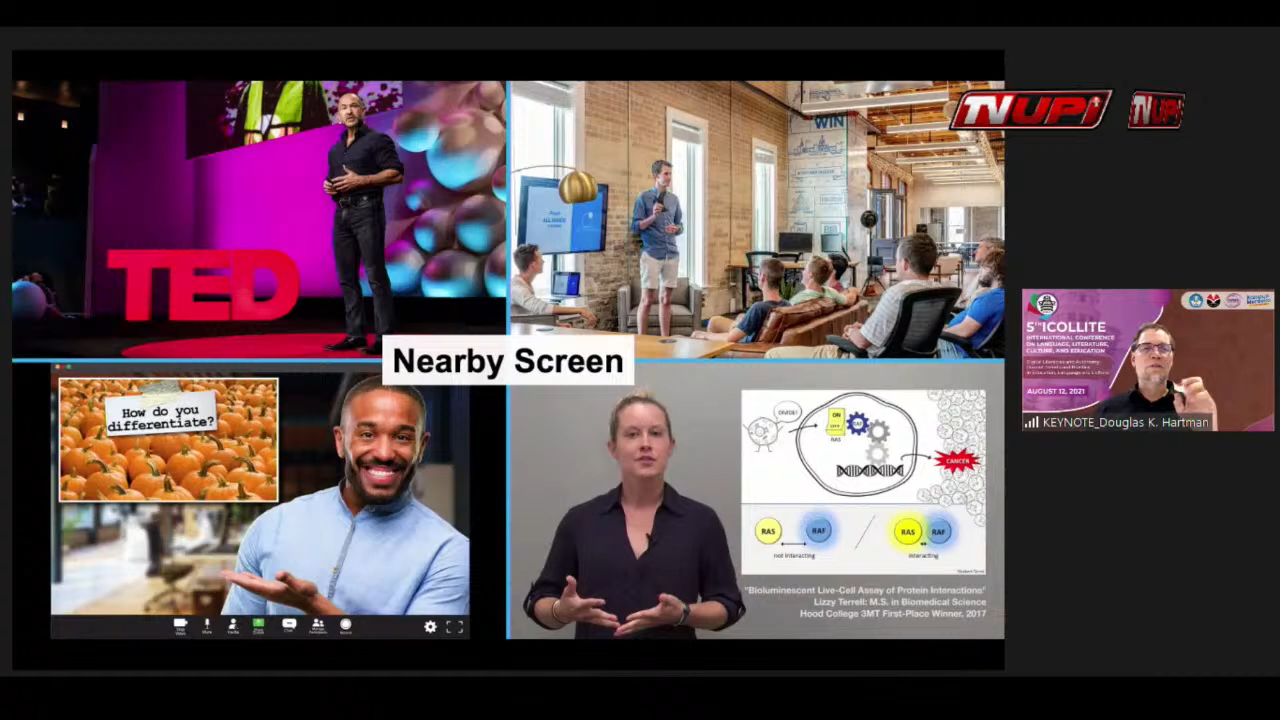 TVUPI
TVUPI
WIN
TED
Nearby Screen
How do you
differentiate?
DIVIDE!
ON
OFF
RAS
RAF
CANCER
RAS
RAF
RAS
RAF
not interacting
interacting
"Bioluminescent Live-Cell Assay of Protein Interactions"
Lizzy Terrell: M.S. in Biomedical Science
Hood College 3MT First-Place Winner, 2017
5TH ICOLLITE
INTERNATIONAL CONFERENCE
ON LANGUAGE, LITERATURE,
CULTURE, AND EDUCATION
AUGUST 12, 2021
KEYNOTE_Douglas K. Hartman